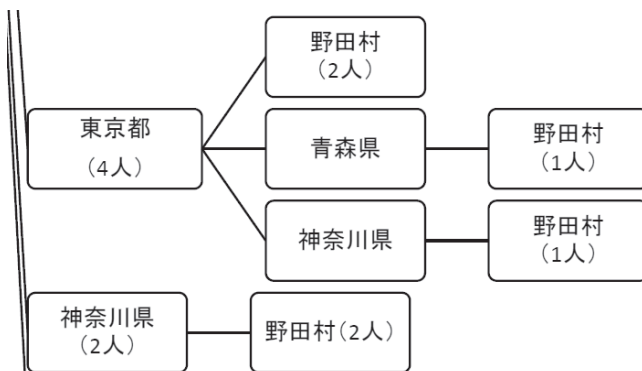 野田村
（2人）
東京都
（4人）
青森県
野田村
（1人）
神奈川県
野田村
（1人）
神奈川県
（2人）
野田村（2人）